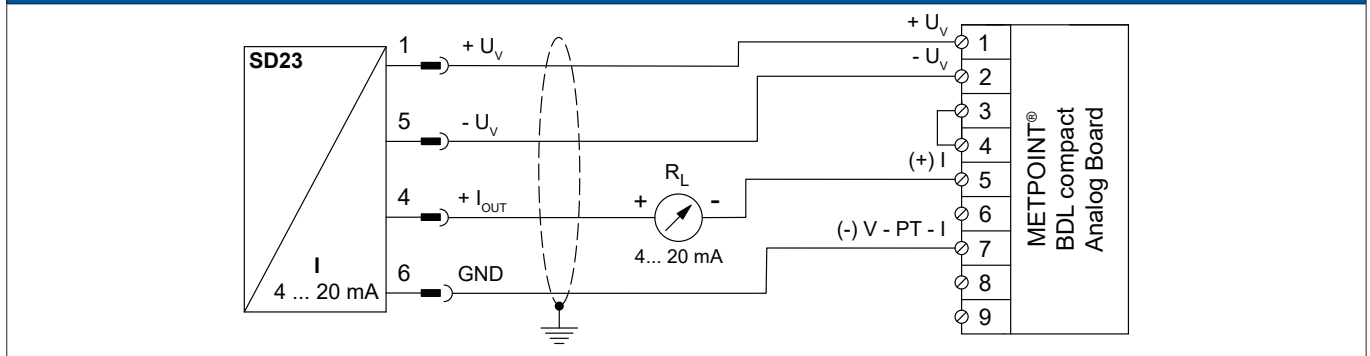 SD23
I
4 ... 20 mA
1
+ U_V
5
- U_V
4
+ I_OUT
6
GND
R_L
+
-
4... 20 mA
+ U_V
- U_V
(+) I
(-) V - PT - I
1
2
3
4
5
6
7
8
9
METPOINT®
BDL compact
Analog Board